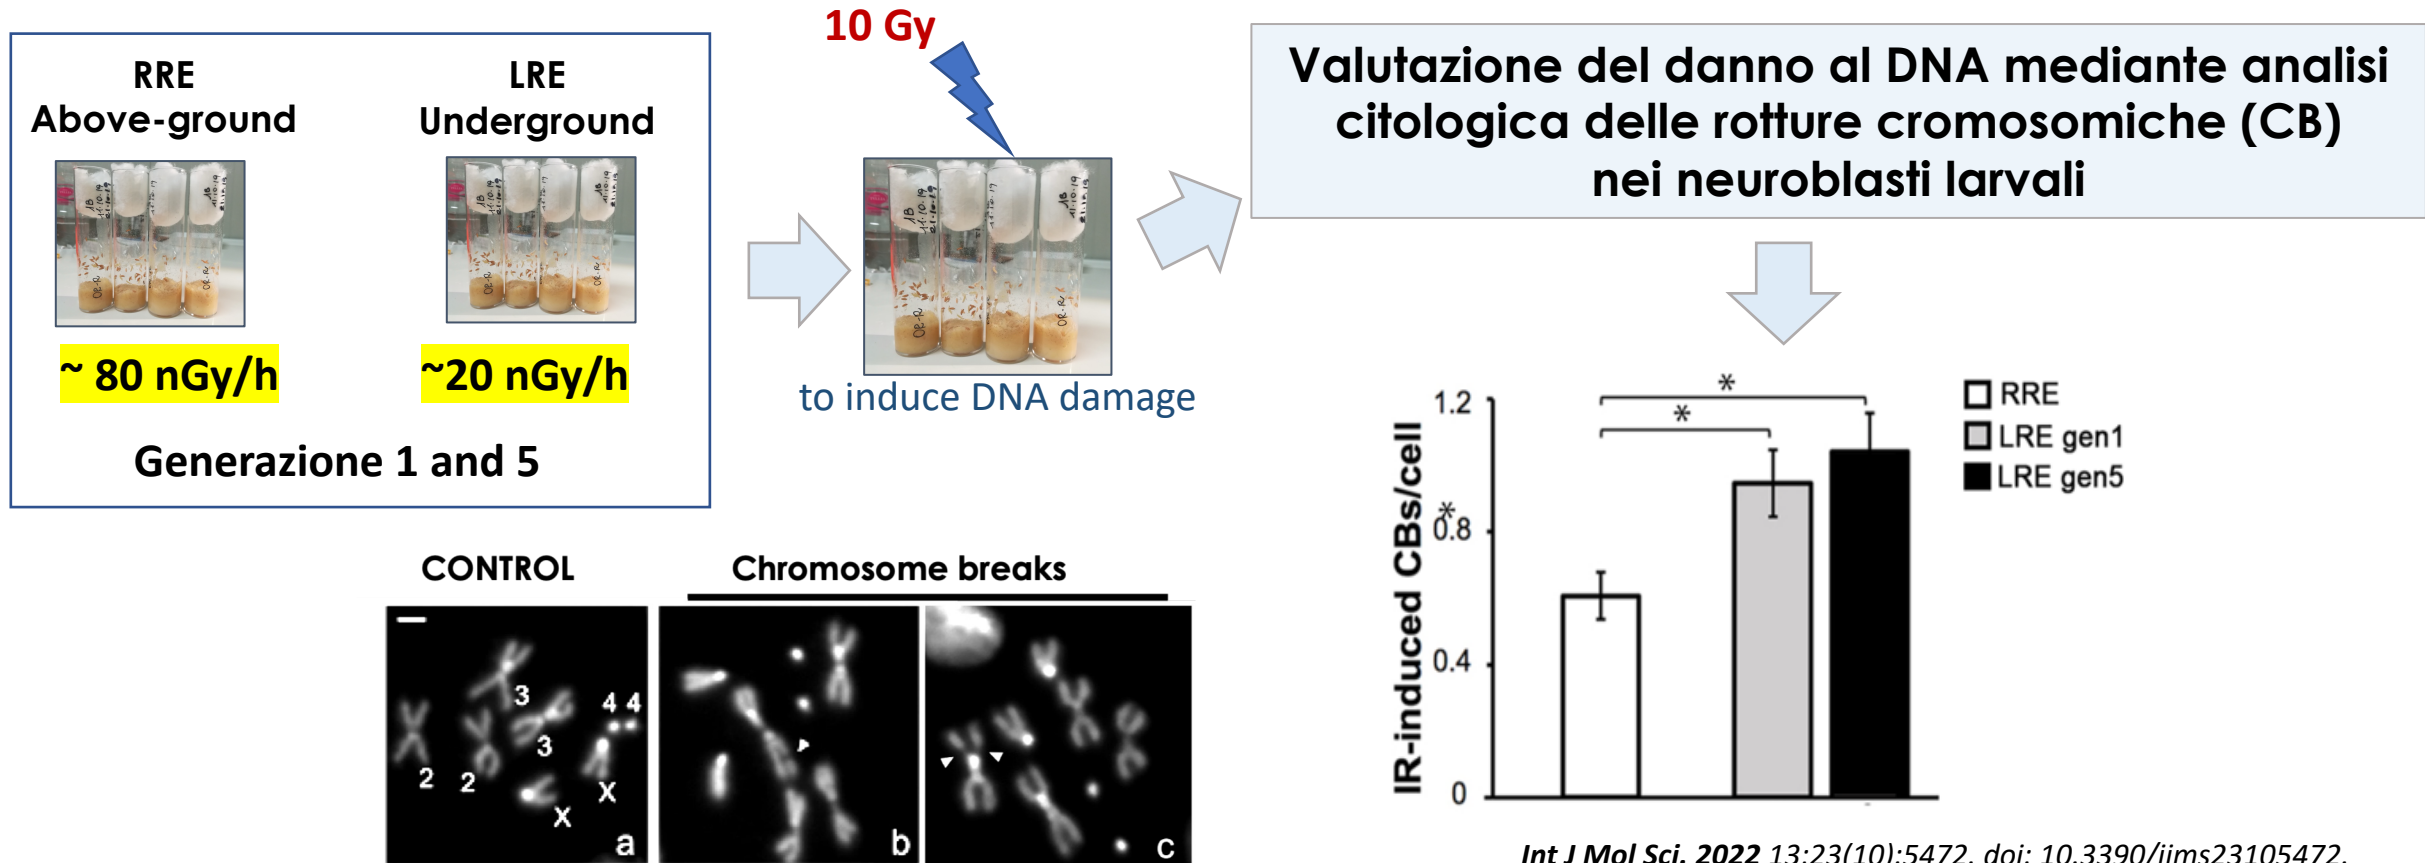 RRE
Above-ground
LRE
Underground
~ 80 nGy/h
~20 nGy/h
Generazione 1 and 5
10 Gy
to induce DNA damage
Valutazione del danno al DNA mediante analisi
citologica delle rotture cromosomiche (CB)
nei neuroblasti larvali
CONTROL
Chromosome breaks
3
4 4
3
2
2
X
X
a
b
c
IR-induced CBs/cell
1.2
0.8
0.4
0
*
*
*
RRE
LRE gen1
LRE gen5
Int J Mol Sci. 2022 13;23(10):5472. doi: 10.3390/ijms23105472.